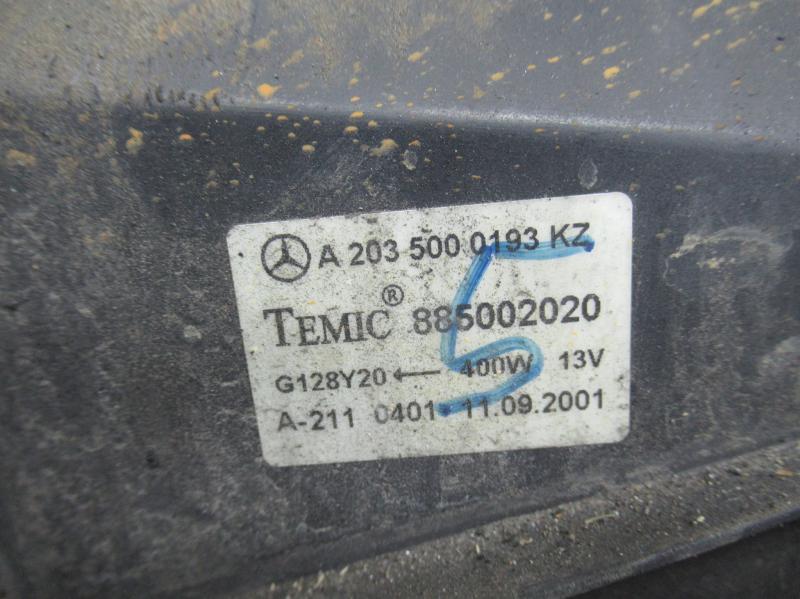 A 203 500 0193 KZ
TEMIC® 885002020
G128Y20 ← 400W 13V
A-211 0401 11.09.2001
5